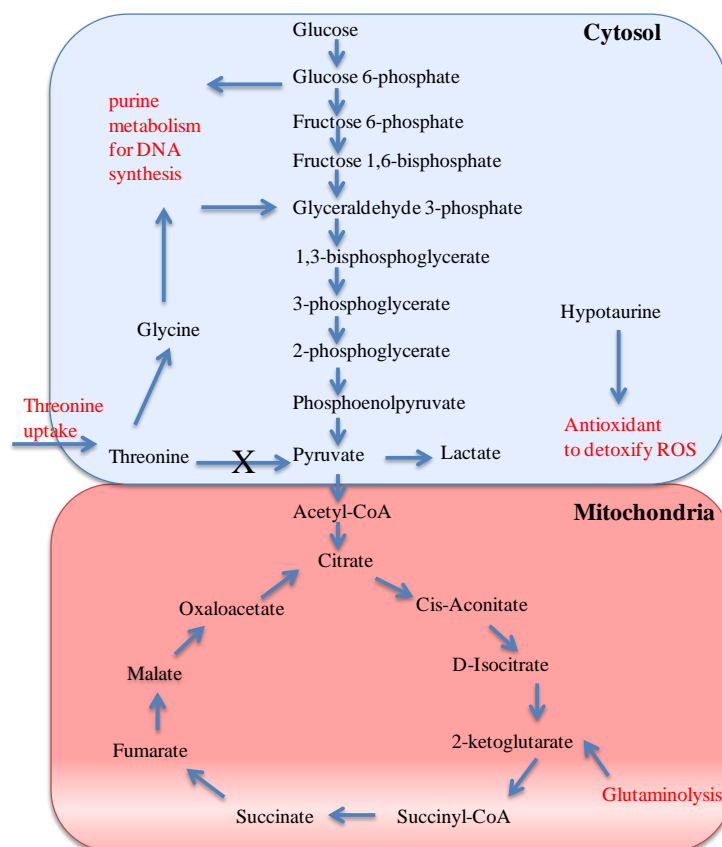 Glucose
Cytosol
Glucose 6-phosphate
purine
metabolism
for DNA
synthesis
Fructose 6-phosphate
Fructose 1,6-bisphosphate
Glyceraldehyde 3-phosphate
1,3-bisphosphoglycerate
3-phosphoglycerate
Hypotaurine
Glycine
2-phosphoglycerate
Phosphoenolpyruvate
Threonine
uptake
Antioxidant
to detoxify ROS
Threonine
X
Pyruvate
Lactate
Acetyl-CoA
Mitochondria
Citrate
Oxaloacetate
Cis-Aconitate
D-Isocitrate
Malate
2-ketoglutarate
Fumarate
Glutaminolysis
Succinate
Succinyl-CoA